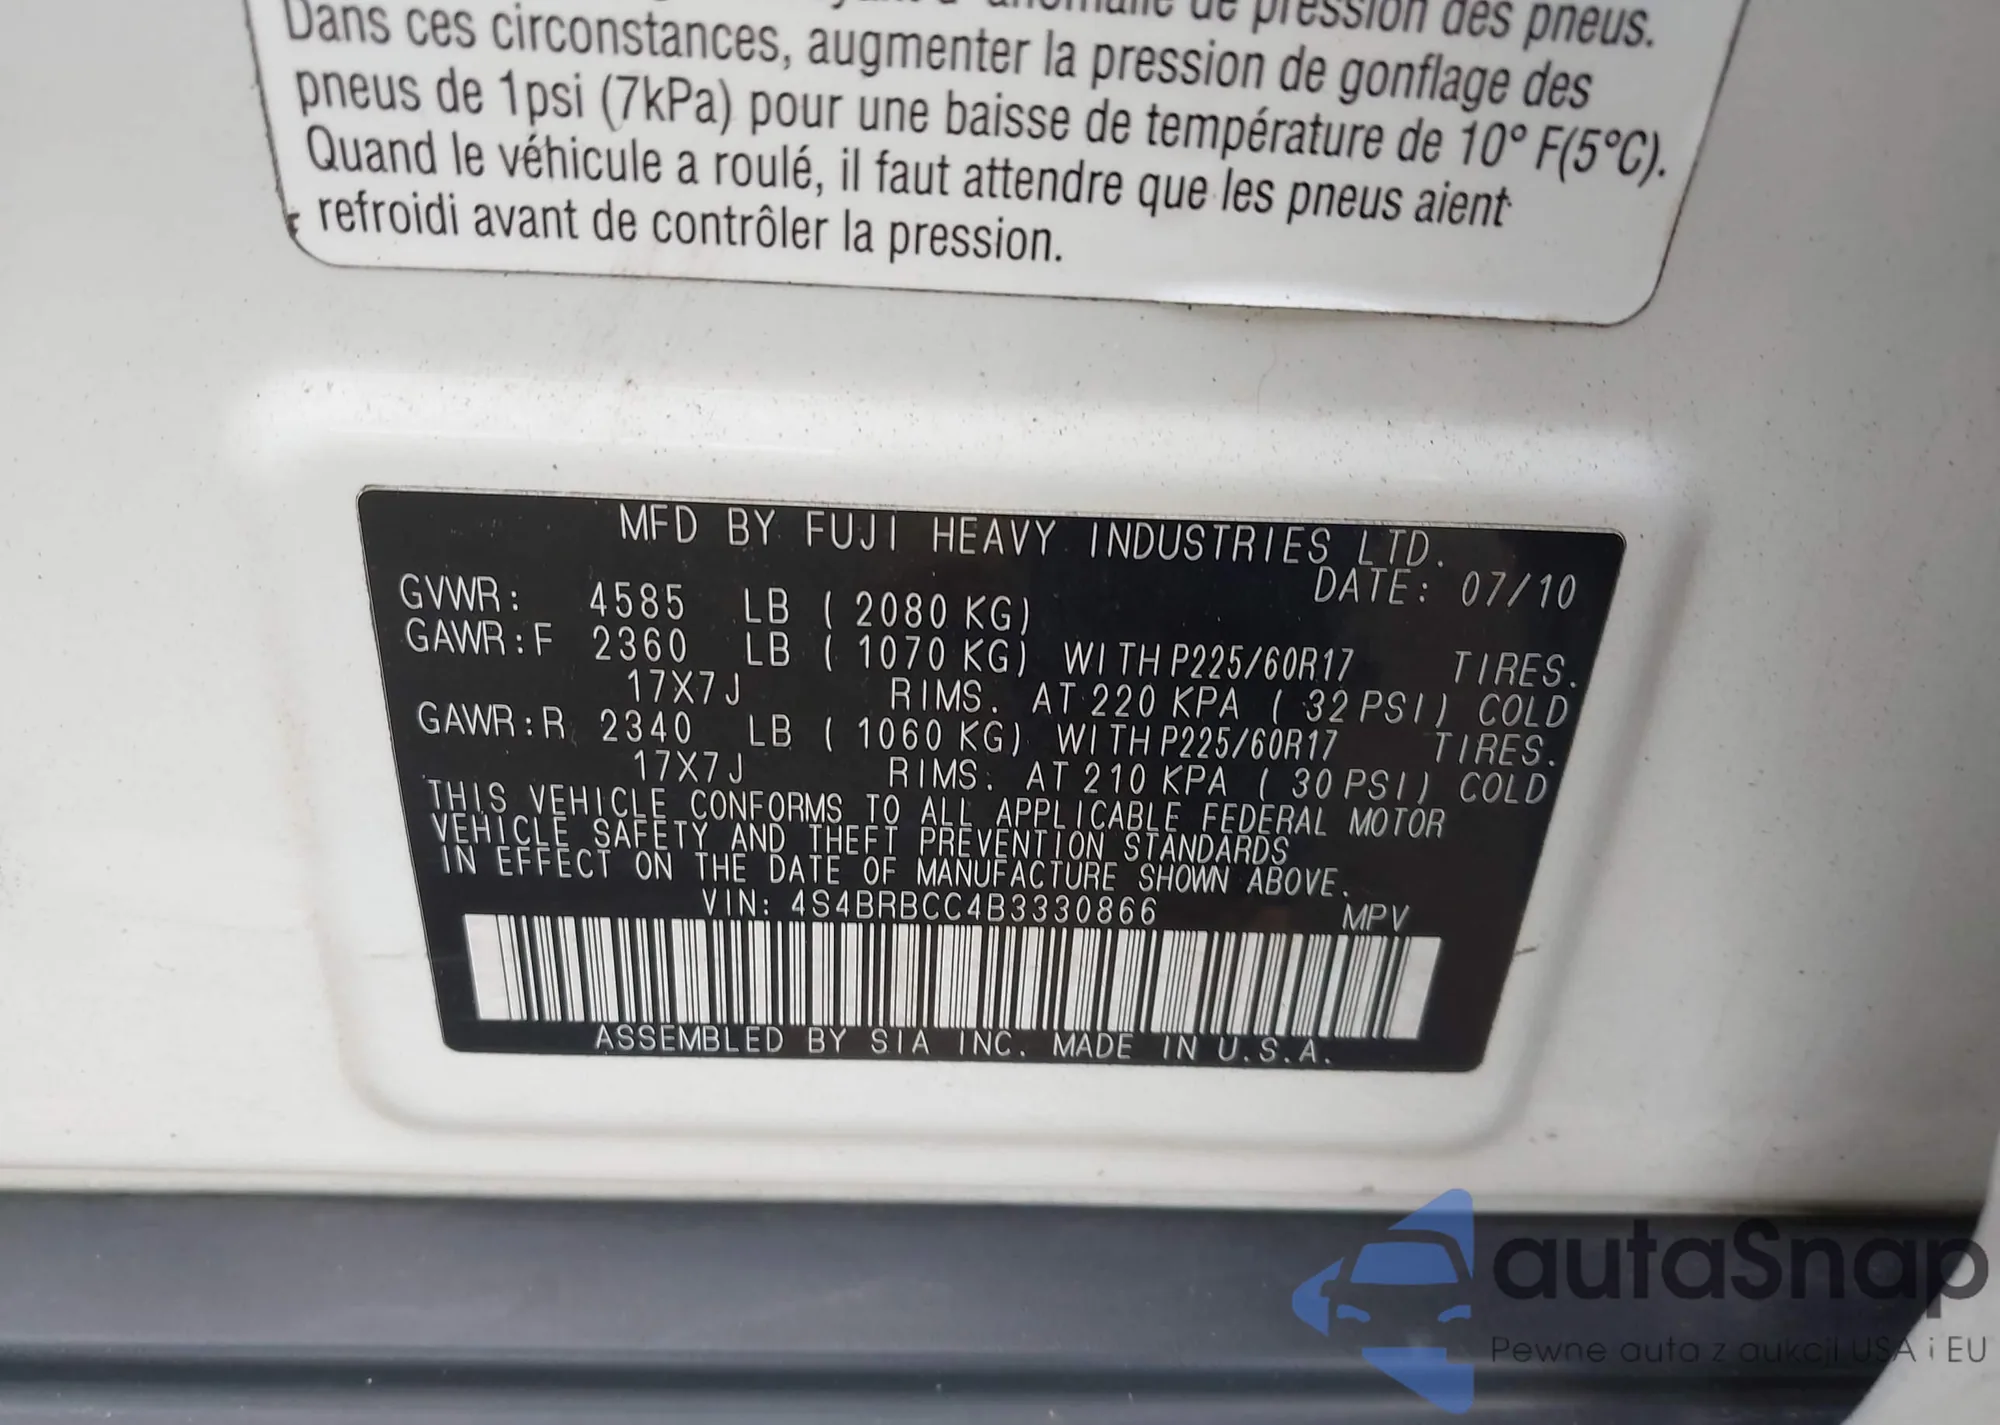 de pression des pneus.
Dans ces circonstances, augmenter la pression de gonflage des
pneus de 1psi (7kPa) pour une baisse de température de 10° F(5°C).
Quand le véhicule a roulé, il faut attendre que les pneus aient
refroidi avant de contrôler la pression.
MFD BY FUJI HEAVY INDUSTRIES LTD.
DATE: 07/10
GVWR: 4585 LB ( 2080 KG)
GAWR:F 2360 LB ( 1070 KG) WITH P225/60R17 TIRES.
17X7J RIMS. AT 220 KPA ( 32 PSI) COLD
GAWR:R 2340 LB ( 1060 KG) WITH P225/60R17 TIRES.
17X7J RIMS. AT 210 KPA ( 30 PSI) COLD
THIS VEHICLE CONFORMS TO ALL APPLICABLE FEDERAL MOTOR
VEHICLE SAFETY AND THEFT PREVENTION STANDARDS
IN EFFECT ON THE DATE OF MANUFACTURE SHOWN ABOVE.
VIN: 4S4BRBCC4B3330866 MPV
ASSEMBLED BY SIA INC. MADE IN U.S.A.
autaSnap
Pewne auta z aukcji USA i EU